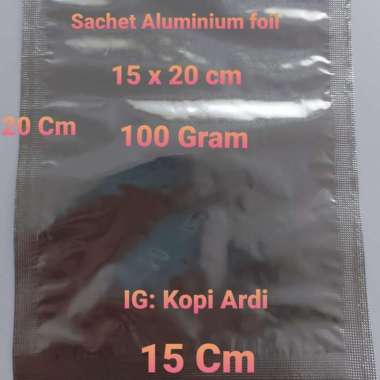 Sachet Aluminium foil
15 x 20 cm
20 Cm
100 Gram
IG: Kopi Ardi
15 Cm